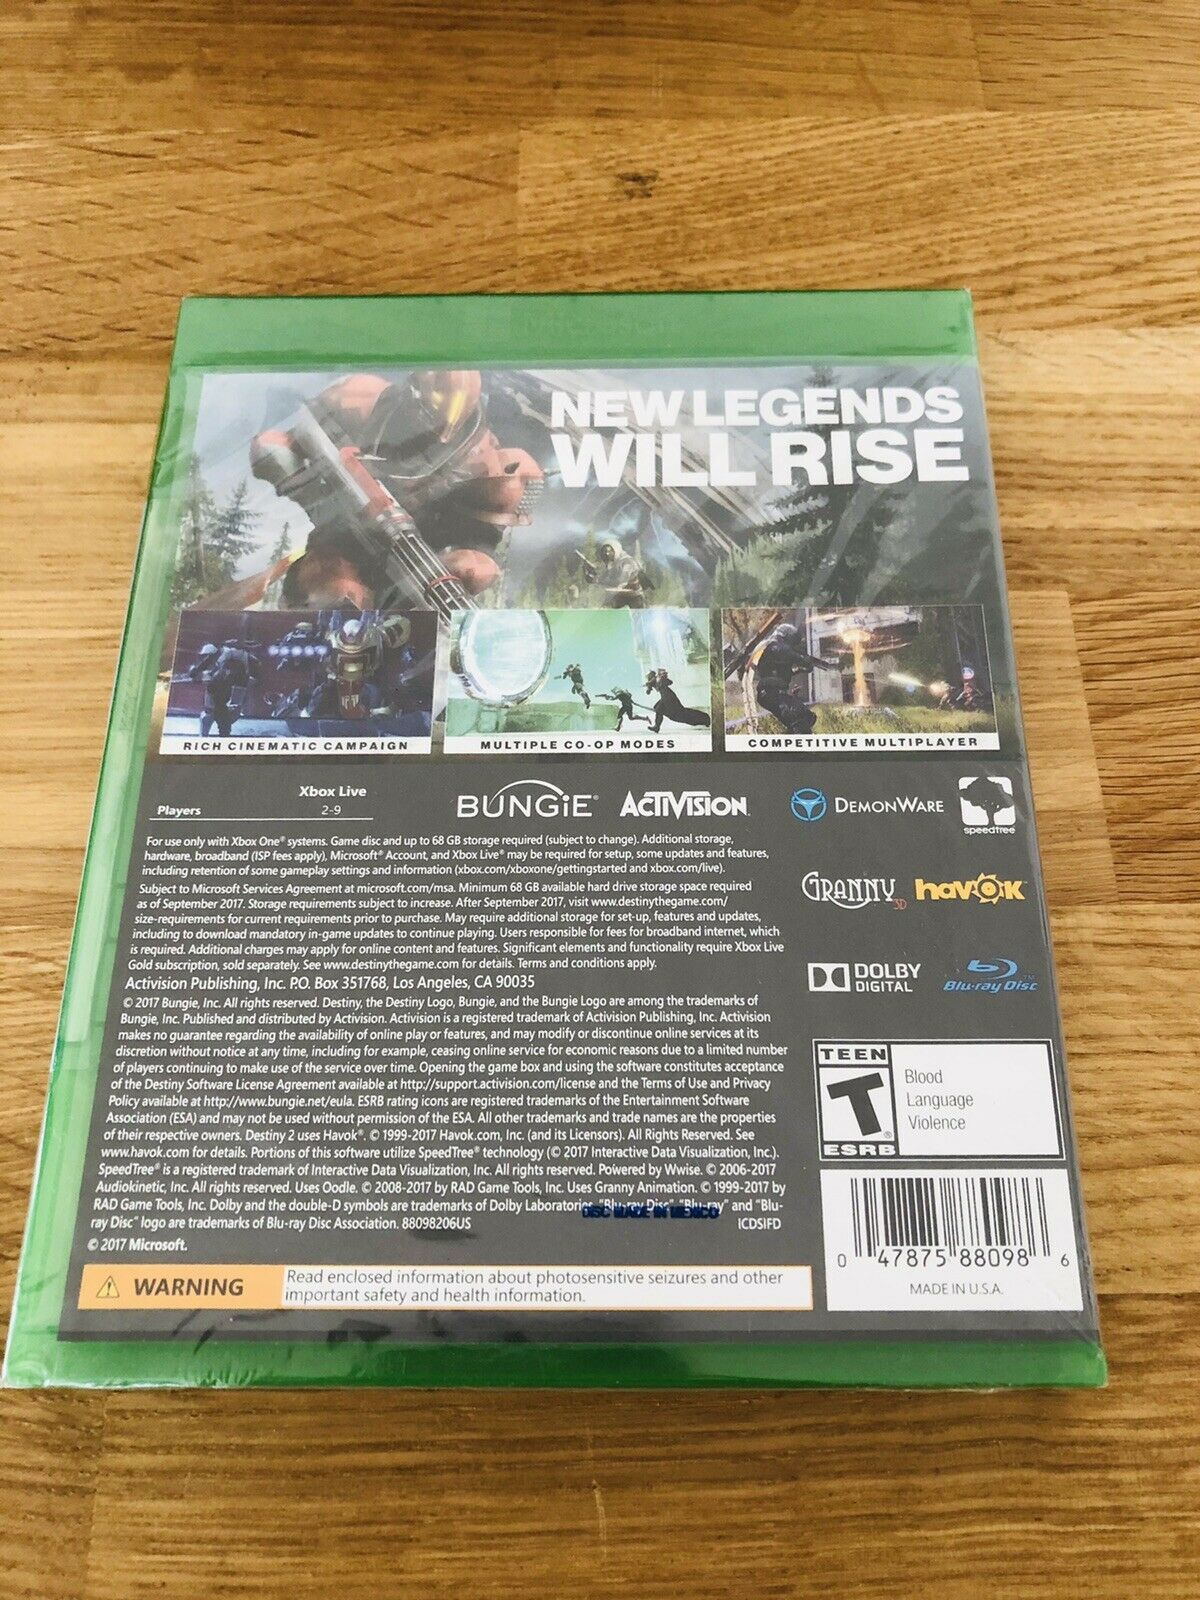 NEW LEGENDS
WILL RISE
RICH CINEMATIC CAMPAIGN
MULTIPLE CO-OP MODES
COMPETITIVE MULTIPLAYER
Xbox Live
Players 2-9
BUNGIE® ACTIVISION®
DEMONWARE
speedtree
For use only with Xbox One® systems. Game disc and up to 68 GB storage required (subject to change). Additional storage,
hardware, broadband (ISP fees apply), Microsoft® Account, and Xbox Live® may be required for setup, some updates and features,
including retention of some gameplay settings and information (xbox.com/xboxone/gettingstarted and xbox.com/live).
Subject to Microsoft Services Agreement at microsoft.com/msa. Minimum 68 GB available hard drive storage space required
as of September 2017. Storage requirements subject to increase. After September 2017, visit www.destinythegame.com/
size-requirements for current requirements prior to purchase. May require additional storage for set-up, features and updates,
including to download mandatory in-game updates to continue playing. Users responsible for fees for broadband internet, which
is required. Additional charges may apply for online content and features. Significant elements and functionality require Xbox Live
Gold subscription, sold separately. See www.destinythegame.com for details. Terms and conditions apply.
Activision Publishing, Inc. P.O. Box 351768, Los Angeles, CA 90035
© 2017 Bungie, Inc. All rights reserved. Destiny, the Destiny Logo, Bungie, and the Bungie Logo are among the trademarks of
Bungie, Inc. Published and distributed by Activision. Activision is a registered trademark of Activision Publishing, Inc. Activision
makes no guarantee regarding the availability of online play or features, and may modify or discontinue online services at its
discretion without notice at any time, including for example, ceasing online service for economic reasons due to a limited number
of players continuing to make use of the service over time. Opening the game box and using the software constitutes acceptance
of the Destiny Software License Agreement available at http://support.activision.com/license and the Terms of Use and Privacy
Policy available at http://www.bungie.net/eula. ESRB rating icons are registered trademarks of the Entertainment Software
Association (ESA) and may not be used without permission of the ESA. All other trademarks and trade names are the properties
of their respective owners. Destiny 2 uses Havok®. © 1999-2017 Havok.com, Inc. (and its Licensors). All Rights Reserved. See
www.havok.com for details. Portions of this software utilize SpeedTree® technology (© 2017 Interactive Data Visualization, Inc.).
SpeedTree® is a registered trademark of Interactive Data Visualization, Inc. All rights reserved. Powered by Wwise. © 2006-2017
Audiokinetic, Inc. All rights reserved. Uses Oodle. © 2008-2017 by RAD Game Tools, Inc. Uses Granny Animation. © 1999-2017 by
RAD Game Tools, Inc. Dolby and the double-D symbols are trademarks of Dolby Laboratories. "Blu-ray Disc", "Blu-ray" and "Blu-
DISC MADE IN MEXICO
ray Disc" logo are trademarks of Blu-ray Disc Association. 88098206US ICDSIFD
© 2017 Microsoft.
GRANNY 3D havok
DOLBY
DIGITAL
Blu-ray Disc™
TEEN
T®
ESRB
Blood
Language
Violence
0 47875 88098 6
MADE IN U.S.A.
WARNING
Read enclosed information about photosensitive seizures and other
important safety and health information.